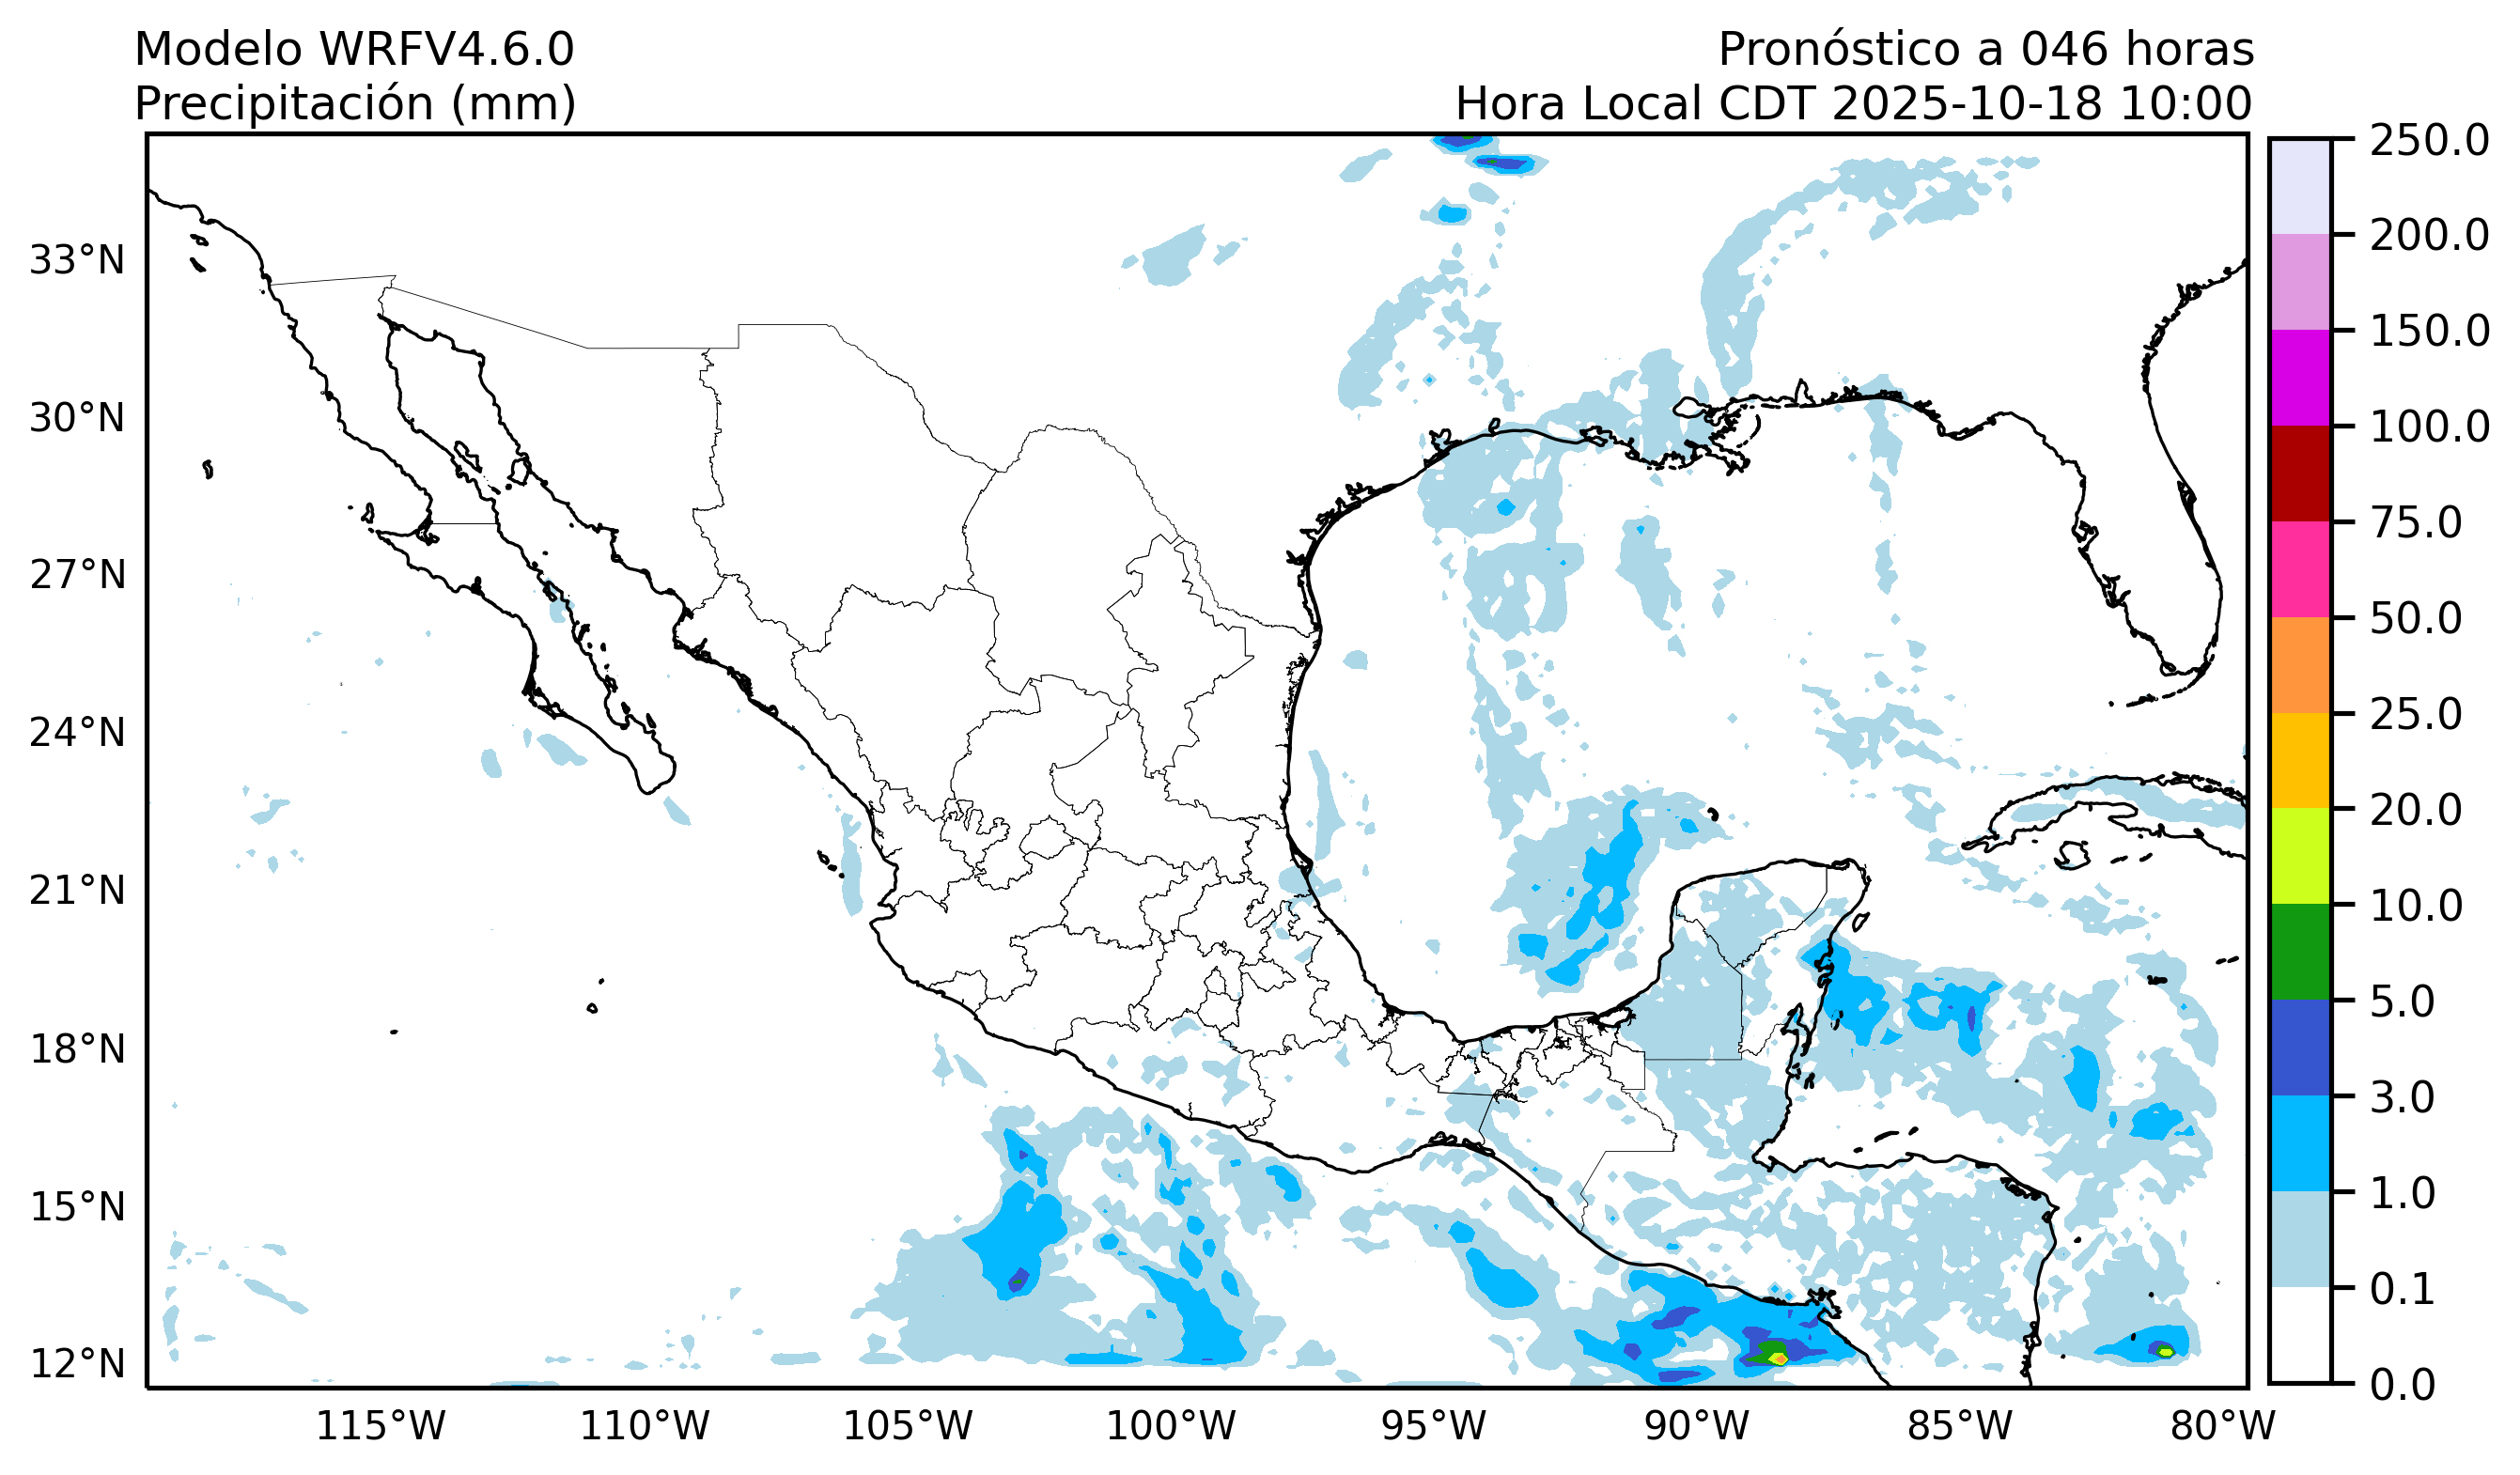 Modelo WRFV4.6.0
Precipitación (mm)
Pronóstico a 046 horas
Hora Local CDT 2025-10-18 10:00
33°N
30°N
27°N
24°N
21°N
18°N
15°N
12°N
115°W
110°W
105°W
100°W
95°W
90°W
85°W
80°W
250.0
200.0
150.0
100.0
75.0
50.0
25.0
20.0
10.0
5.0
3.0
1.0
0.1
0.0